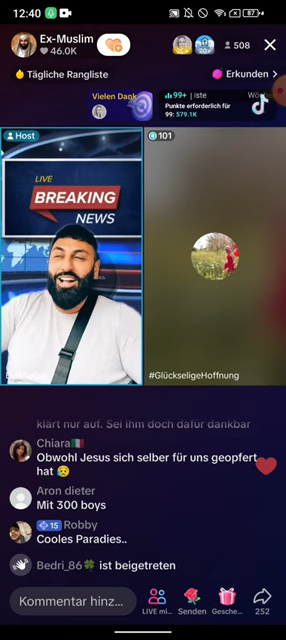 12:40
87
Ex-Muslim
46.0K
20+
508
Tägliche Rangliste
Erkunden
Vielen Dank
99+ | iste
Punkte erforderlich für
99: 579.1K
Host
101
LIVE
BREAKING
NEWS
#GlückseligeHoffnung
klärt nur auf. Sei ihm doch dafür dankbar
Chiara🇮🇹
Obwohl Jesus sich selber für uns geopfert
hat 😥
Aron dieter
Mit 300 boys
15 Robby
Cooles Paradies..
Bedri_86🍀 ist beigetreten
Kommentar hinz...
LIVE mi...
Senden
Gesche...
252